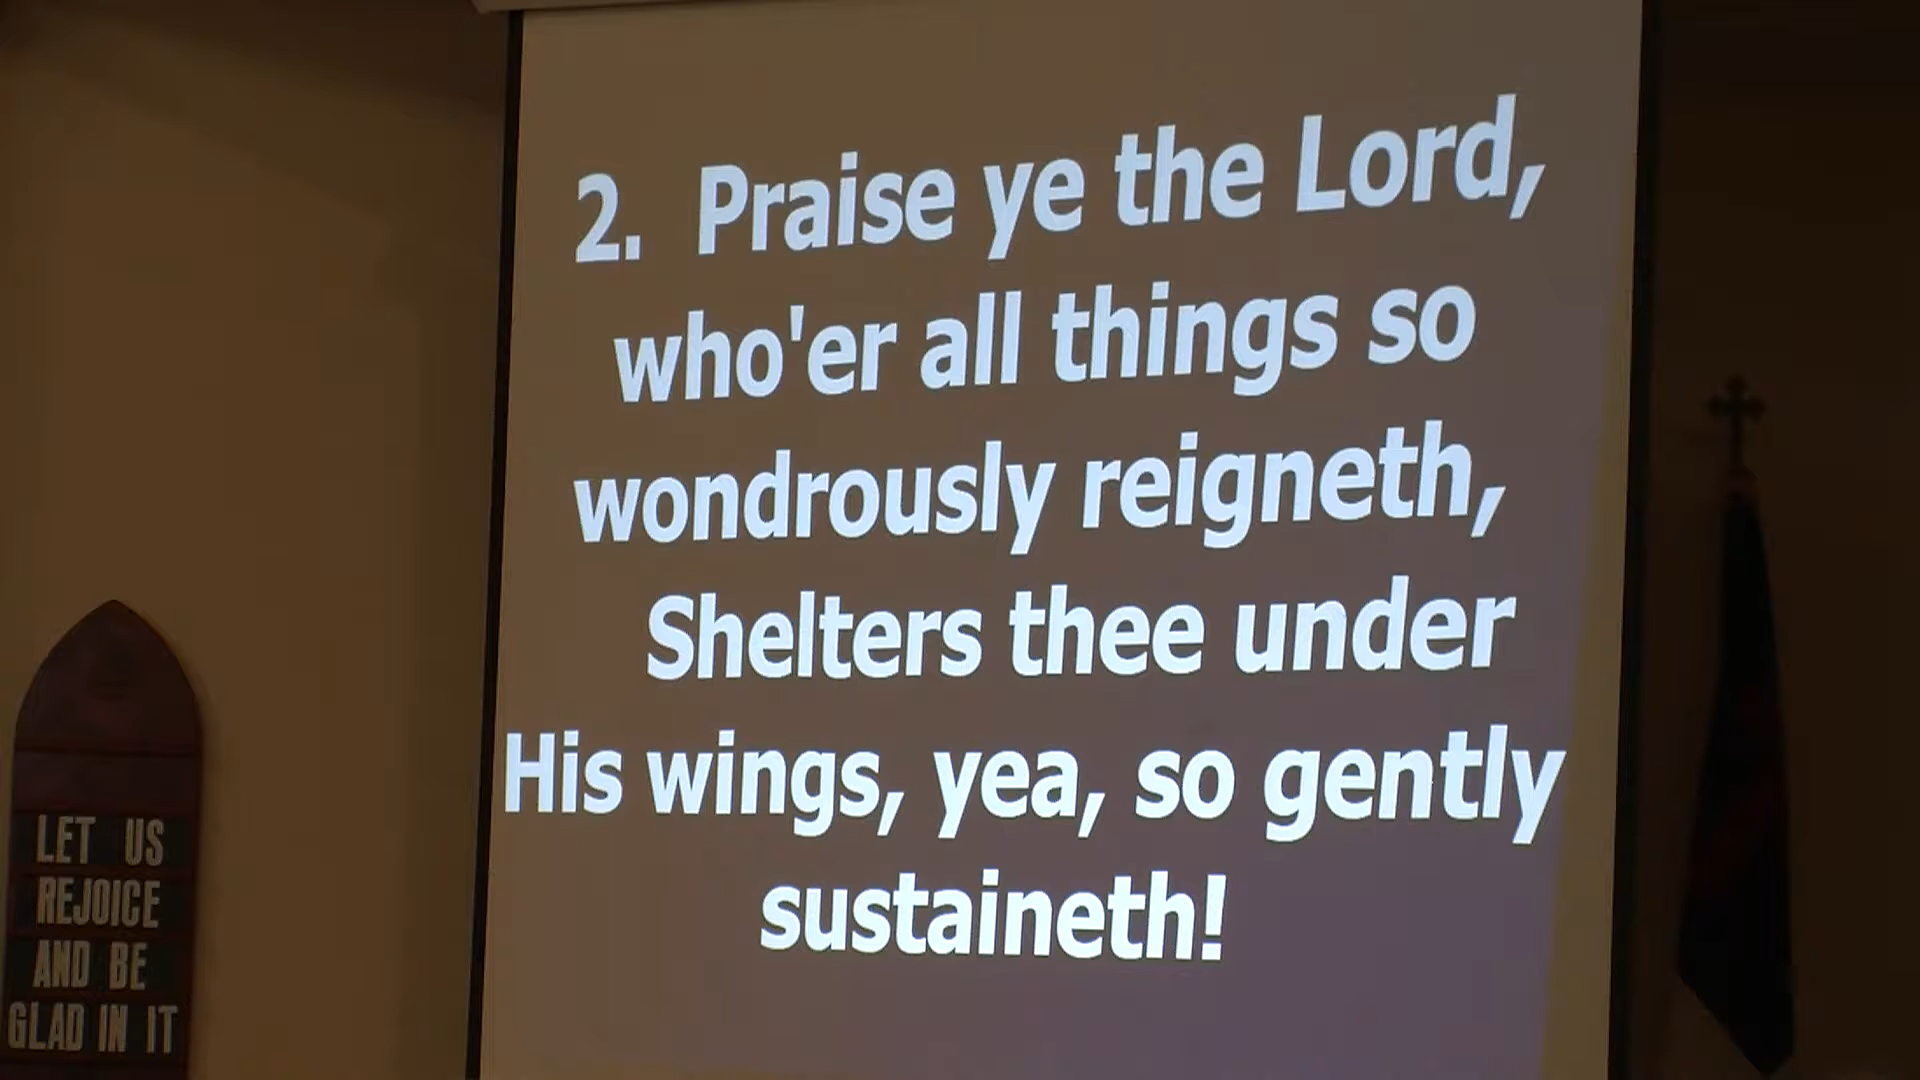 2. Praise ye the Lord,
who'er all things so
wondrously reigneth,
Shelters thee under
His wings, yea, so gently
sustaineth!
LET US
REJOICE
AND BE
GLAD IN IT